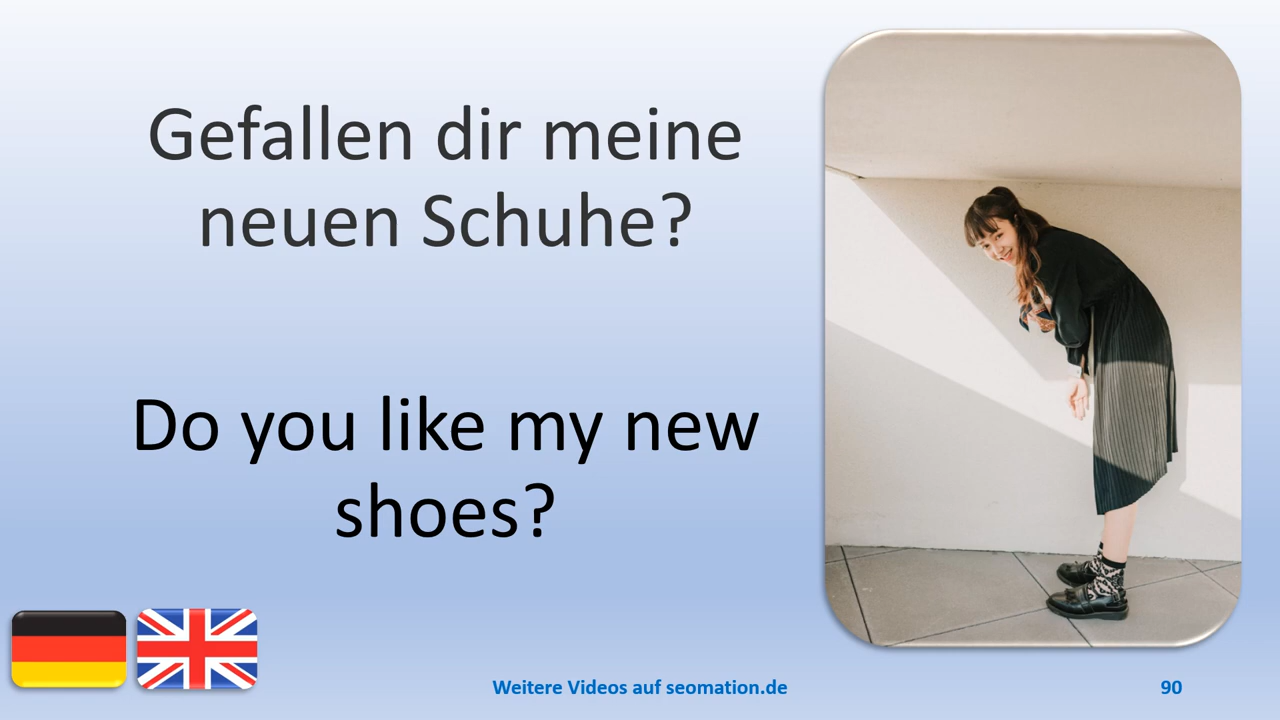 Gefallen dir meine
neuen Schuhe?
Do you like my new
shoes?
Weitere Videos auf seomation.de
90